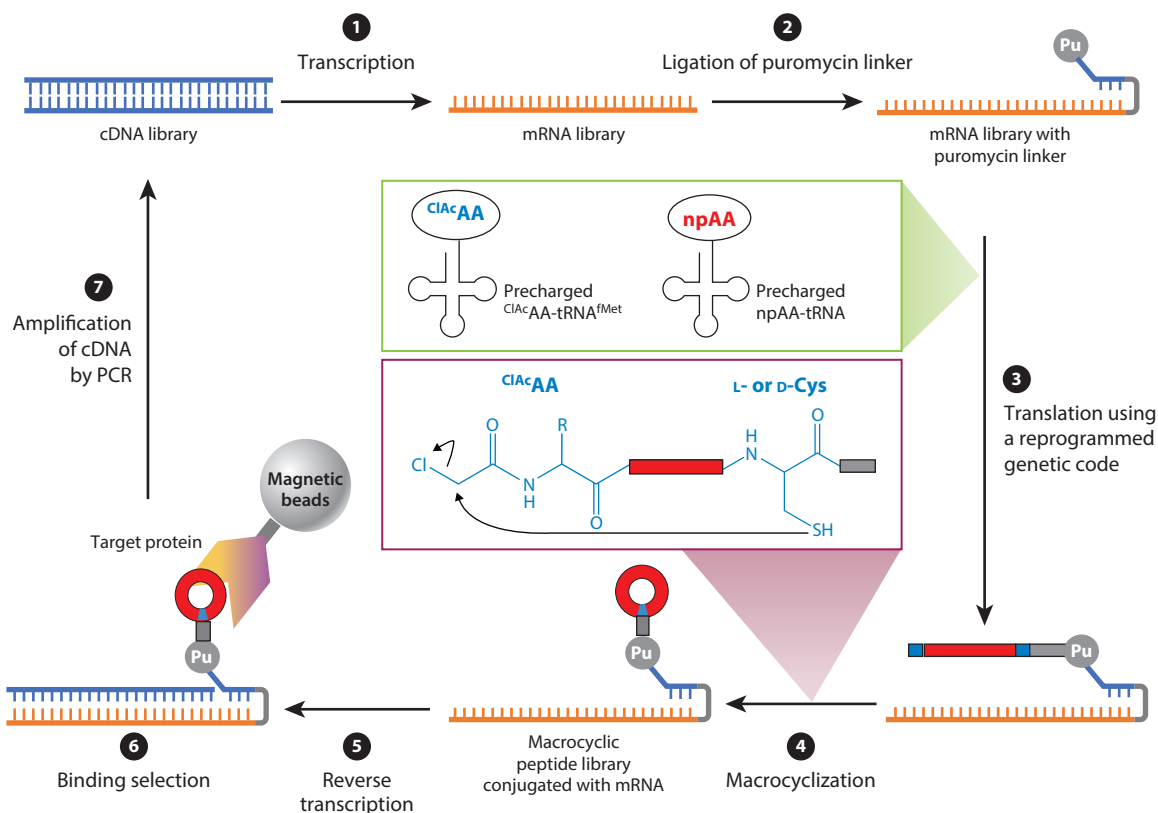 1
Transcription
2
Ligation of puromycin linker
Pu
cDNA library
mRNA library
mRNA library with
puromycin linker
ClAcAA
npAA
Precharged
ClAcAA-tRNAfMet
Precharged
npAA-tRNA
3
Translation using
a reprogrammed
genetic code
ClAcAA
L- or D-Cys
Cl
O
N
H
R
O
H
N
O
SH
7
Amplification
of cDNA
by PCR
Magnetic
beads
Target protein
Pu
Pu
Pu
6
Binding selection
5
Reverse
transcription
Macrocyclic
peptide library
conjugated with mRNA
4
Macrocyclization